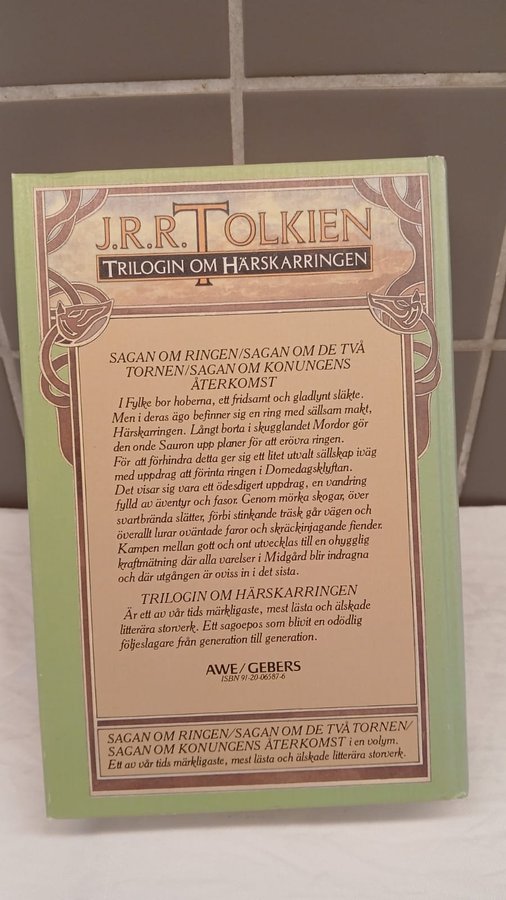 J.R.R. TOLKIEN
TRILOGIN OM HÄRSKARRINGEN
SAGAN OM RINGEN/SAGAN OM DE TVÅ
TORNEN/SAGAN OM KONUNGENS
ÅTERKOMST
I Fylke bor hoberna, ett fridsamt och gladlynt släkte.
Men i deras ägo befinner sig en ring med sällsam makt,
Härskarringen. Långt borta i skugglandet Mordor gör
den onde Sauron upp planer för att erövra ringen.
För att förhindra detta ger sig ett litet utvalt sällskap iväg
med uppdrag att förinta ringen i Domedagsklyftan.
Det visar sig vara ett ödesdigert uppdrag, en vandring
fylld av äventyr och fasor. Genom mörka skogar, över
svartbrända slätter, förbi stinkande träsk går vägen och
överallt lurar oväntade faror och skräckinjagande fiender.
Kampen mellan gott och ont utvecklas till en ohygglig
kraftmätning där alla varelser i Midgård blir indragna
och där utgången är oviss in i det sista.
TRILOGIN OM HÄRSKARRINGEN
Är ett av vår tids märkligaste, mest lästa och älskade
litterära storverk. Ett sagoepos som blivit en odödlig
följeslagare från generation till generation.
AWE/GEBERS
ISBN 91-20-06587-6
SAGAN OM RINGEN/SAGAN OM DE TVÅ TORNEN/
SAGAN OM KONUNGENS ÅTERKOMST i en volym.
Ett av vår tids märkligaste, mest lästa och älskade litterära storverk.